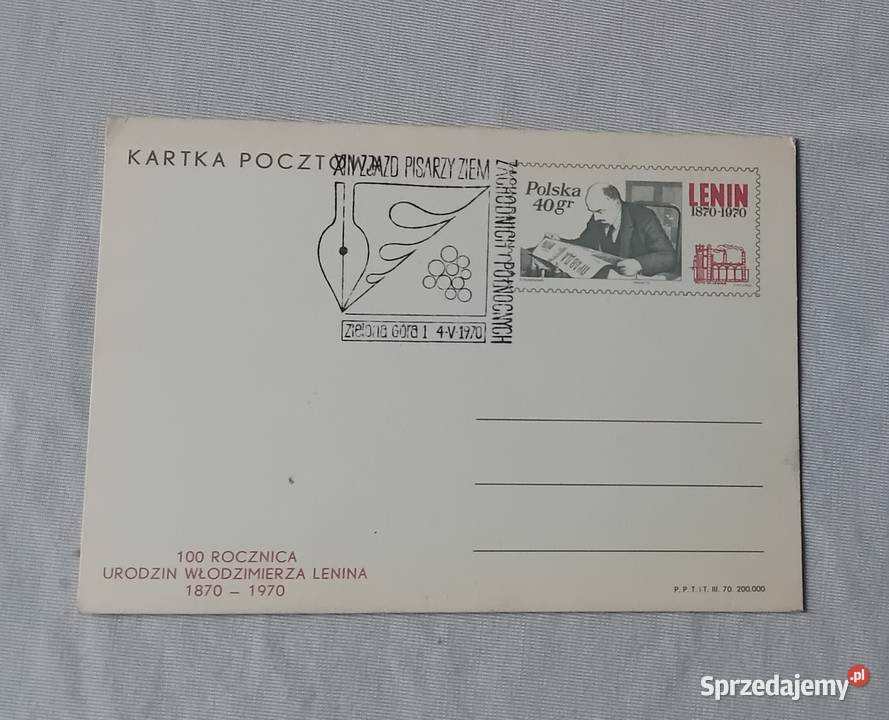 KARTKA POCZTOWA
ZJAZD PISARZY ZIEM
ZACHODNICH I PÓŁNOCNYCH
Zielona Góra 1 4·V·1970
Polska
40gr
LENIN
1870-1970
100 ROCZNICA
URODZIN WŁODZIMIERZA LENINA
1870 – 1970
P.P.T.iT. III. 70. 200.000
Sprzedajemy.pl